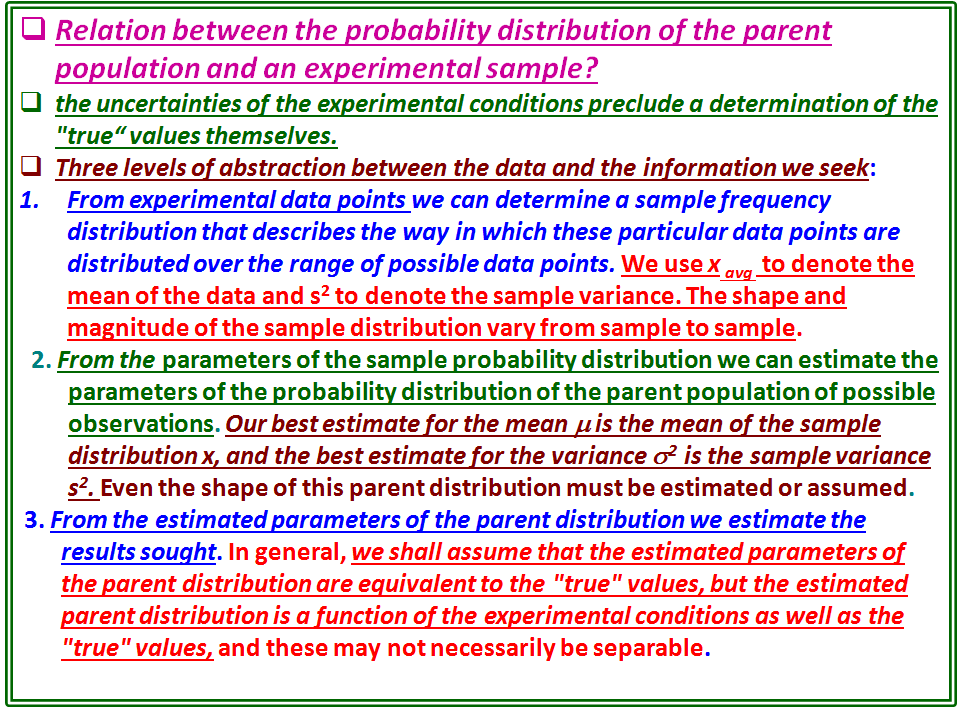 ❑ Relation between the probability distribution of the parent
population and an experimental sample?
❑ the uncertainties of the experimental conditions preclude a determination of the
"true“ values themselves.
❑ Three levels of abstraction between the data and the information we seek:
1. From experimental data points we can determine a sample frequency
distribution that describes the way in which these particular data points are
distributed over the range of possible data points. We use x avg to denote the
mean of the data and s² to denote the sample variance. The shape and
magnitude of the sample distribution vary from sample to sample.
2. From the parameters of the sample probability distribution we can estimate the
parameters of the probability distribution of the parent population of possible
observations. Our best estimate for the mean μ is the mean of the sample
distribution x, and the best estimate for the variance σ² is the sample variance
s². Even the shape of this parent distribution must be estimated or assumed.
3. From the estimated parameters of the parent distribution we estimate the
results sought. In general, we shall assume that the estimated parameters of
the parent distribution are equivalent to the "true" values, but the estimated
parent distribution is a function of the experimental conditions as well as the
"true" values, and these may not necessarily be separable.